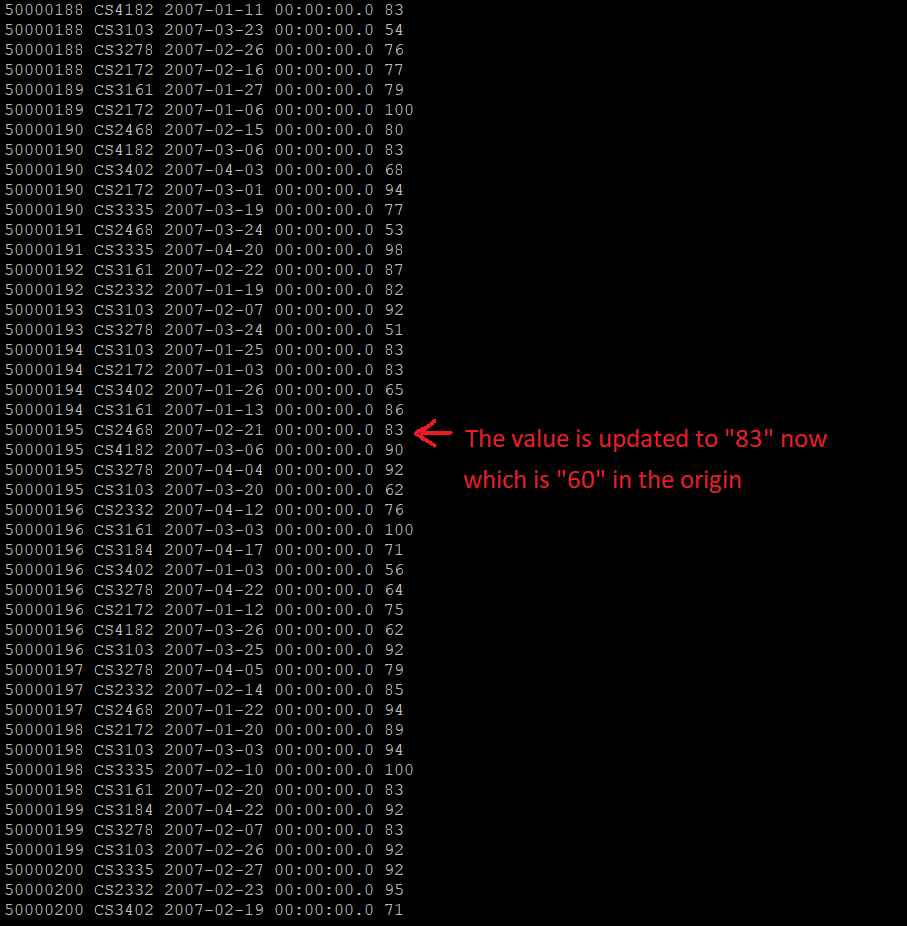 50000188 CS4182 2007-01-11 00:00:00.0 83
50000188 CS3103 2007-03-23 00:00:00.0 54
50000188 CS3278 2007-02-26 00:00:00.0 76
50000188 CS2172 2007-02-16 00:00:00.0 77
50000189 CS3161 2007-01-27 00:00:00.0 79
50000189 CS2172 2007-01-06 00:00:00.0 100
50000190 CS2468 2007-02-15 00:00:00.0 80
50000190 CS4182 2007-03-06 00:00:00.0 83
50000190 CS3402 2007-04-03 00:00:00.0 68
50000190 CS2172 2007-03-01 00:00:00.0 94
50000190 CS3335 2007-03-19 00:00:00.0 77
50000191 CS2468 2007-03-24 00:00:00.0 53
50000191 CS3335 2007-04-20 00:00:00.0 98
50000192 CS3161 2007-02-22 00:00:00.0 87
50000192 CS2332 2007-01-19 00:00:00.0 82
50000193 CS3103 2007-02-07 00:00:00.0 92
50000193 CS3278 2007-03-24 00:00:00.0 51
50000194 CS3103 2007-01-25 00:00:00.0 83
50000194 CS2172 2007-01-03 00:00:00.0 83
50000194 CS3402 2007-01-26 00:00:00.0 65
50000194 CS3161 2007-01-13 00:00:00.0 86
50000195 CS2468 2007-02-21 00:00:00.0 83
The value is updated to "83" now
50000195 CS4182 2007-03-06 00:00:00.0 90
50000195 CS3278 2007-04-04 00:00:00.0 92
which is "60" in the origin
50000195 CS3103 2007-03-20 00:00:00.0 62
50000196 CS2332 2007-04-12 00:00:00.0 76
50000196 CS3161 2007-03-03 00:00:00.0 100
50000196 CS3184 2007-04-17 00:00:00.0 71
50000196 CS3402 2007-01-03 00:00:00.0 56
50000196 CS3278 2007-04-22 00:00:00.0 64
50000196 CS2172 2007-01-12 00:00:00.0 75
50000196 CS4182 2007-03-26 00:00:00.0 62
50000196 CS3103 2007-03-25 00:00:00.0 92
50000197 CS3278 2007-04-05 00:00:00.0 79
50000197 CS2332 2007-02-14 00:00:00.0 85
50000197 CS2468 2007-01-22 00:00:00.0 94
50000198 CS2172 2007-01-20 00:00:00.0 89
50000198 CS3103 2007-03-03 00:00:00.0 94
50000198 CS3335 2007-02-10 00:00:00.0 100
50000198 CS3161 2007-02-20 00:00:00.0 83
50000199 CS3184 2007-04-22 00:00:00.0 92
50000199 CS3278 2007-02-07 00:00:00.0 83
50000199 CS3103 2007-02-26 00:00:00.0 92
50000200 CS3335 2007-02-27 00:00:00.0 92
50000200 CS2332 2007-02-23 00:00:00.0 95
50000200 CS3402 2007-02-19 00:00:00.0 71